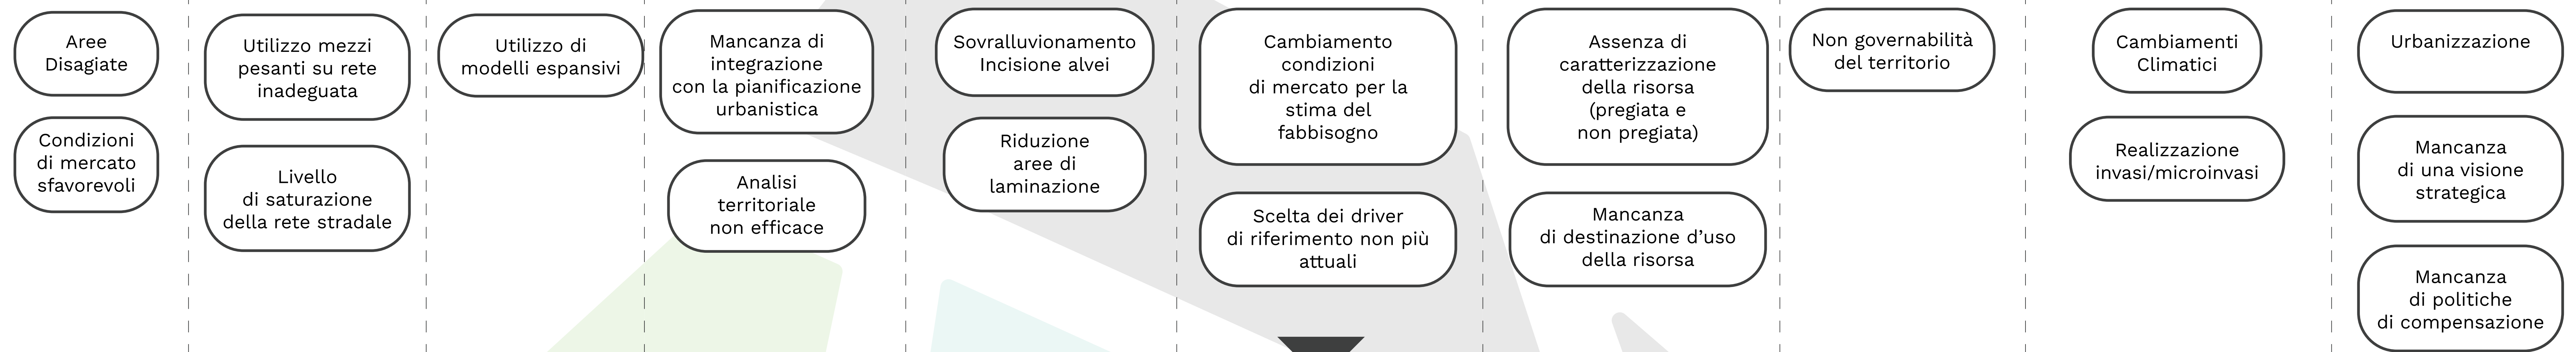 Aree
Disagiate
Condizioni
di mercato
sfavorevoli
Utilizzo mezzi
pesanti su rete
inadeguata
Livello
di saturazione
della rete stradale
Utilizzo di
modelli espansivi
Mancanza di
integrazione
con la pianificazione
urbanistica
Analisi
territoriale
non efficace
Sovralluvionamento
Incisione alvei
Riduzione
aree di
laminazione
Cambiamento
condizioni
di mercato per la
stima del
fabbisogno
Scelta dei driver
di riferimento non più
attuali
Assenza di
caratterizzazione
della risorsa
(pregiata e
non pregiata)
Mancanza
di destinazione d’uso
della risorsa
Non governabilità
del territorio
Cambiamenti
Climatici
Realizzazione
invasi/microinvasi
Urbanizzazione
Mancanza
di una visione
strategica
Mancanza
di politiche
di compensazione